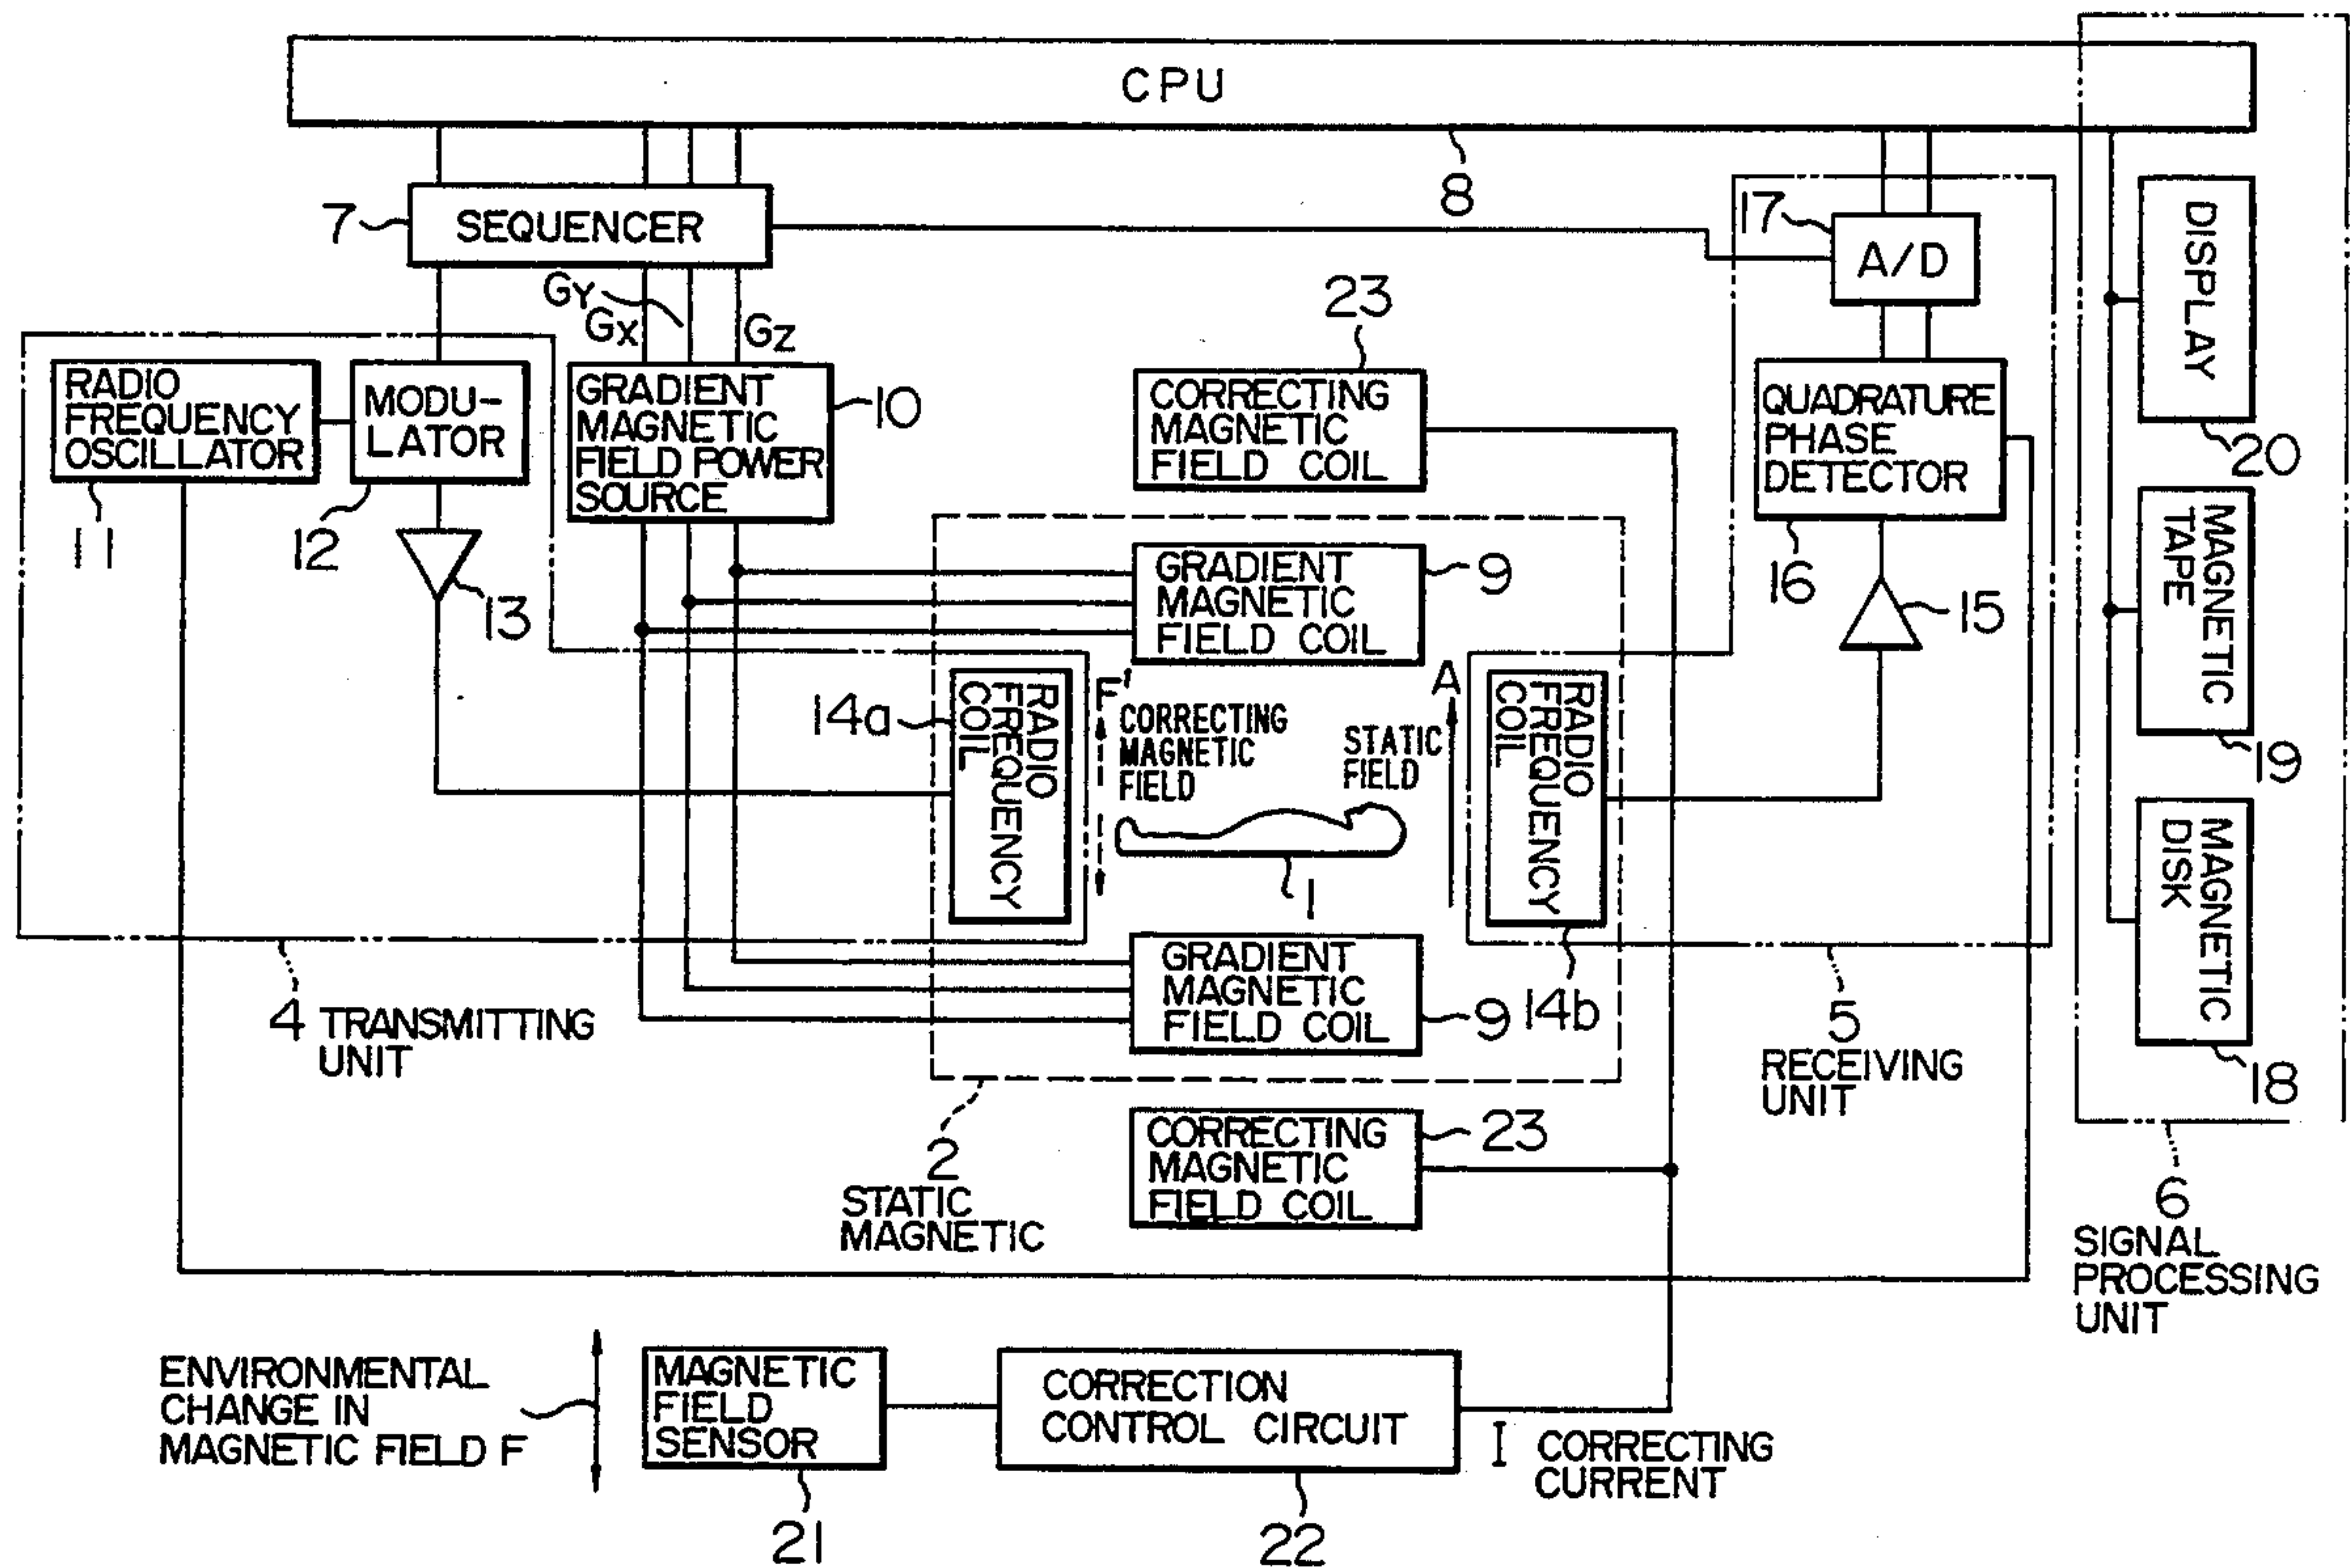 CPU
8
7
SEQUENCER
17
A/D
GY
GX
GZ
DISPLAY
20
RADIO
FREQUENCY
OSCILLATOR
11
MODU-
LATOR
12
13
GRADIENT
MAGNETIC
FIELD POWER
SOURCE
10
23
CORRECTING
MAGNETIC
FIELD COIL
QUADRATURE
PHASE
DETECTOR
16
15
MAGNETIC
TAPE
19
GRADIENT
MAGNETIC
FIELD COIL
9
14a
RADIO
FREQUENCY
COIL
F'
CORRECTING
MAGNETIC
FIELD
A
STATIC
FIELD
RADIO
FREQUENCY
COIL
14b
1
MAGNETIC
DISK
18
GRADIENT
MAGNETIC
FIELD COIL
9
4 TRANSMITTING
UNIT
5
RECEIVING
UNIT
2
STATIC
MAGNETIC
CORRECTING
MAGNETIC
FIELD COIL
23
6
SIGNAL
PROCESSING
UNIT
ENVIRONMENTAL
CHANGE IN
MAGNETIC FIELD F
MAGNETIC
FIELD
SENSOR
21
CORRECTION
CONTROL CIRCUIT
22
I CORRECTING
CURRENT